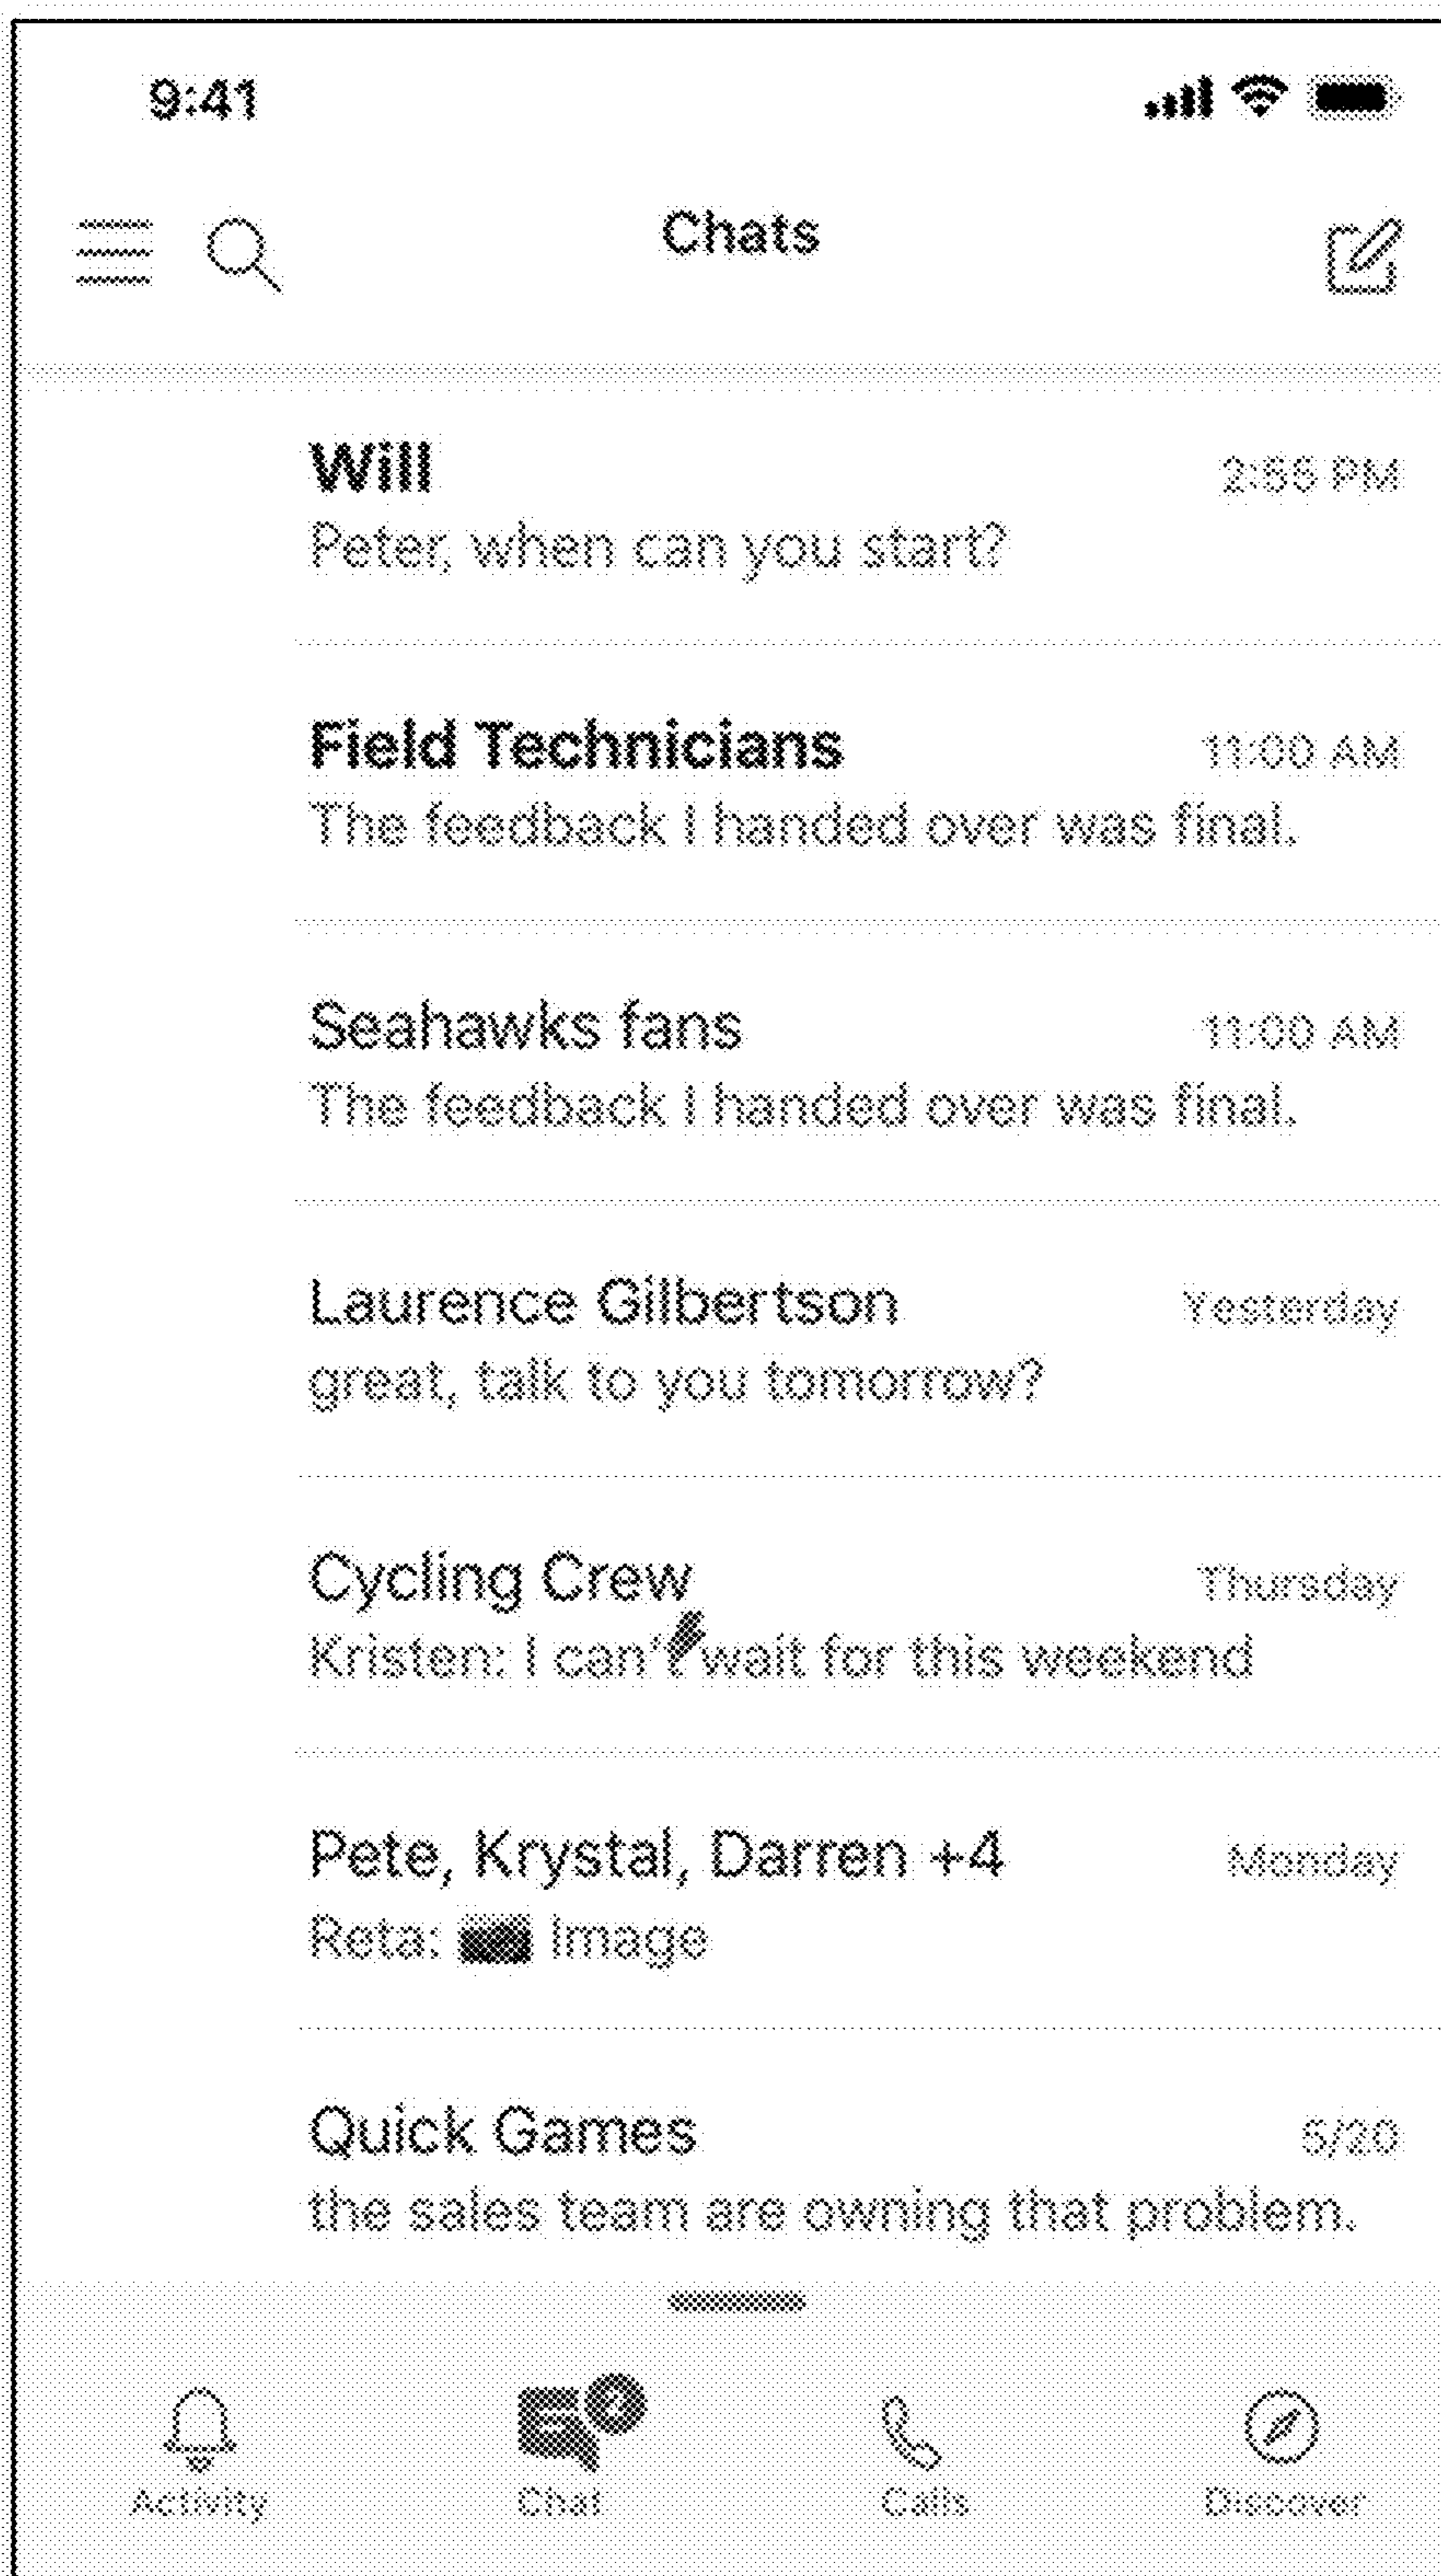 9:41
Chats
Will 2:55 PM
Peter, when can you start?
Field Technicians 11:00 AM
The feedback I handed over was final.
Seahawks fans 11:00 AM
The feedback I handed over was final.
Laurence Gilbertson Yesterday
great, talk to you tomorrow?
Cycling Crew Thursday
Kristen: I can't wait for this weekend
Pete, Krystal, Darren +4 Monday
Reta: Image
Quick Games 5/20
the sales team are owning that problem.
2
Activity Chat Calls Discover